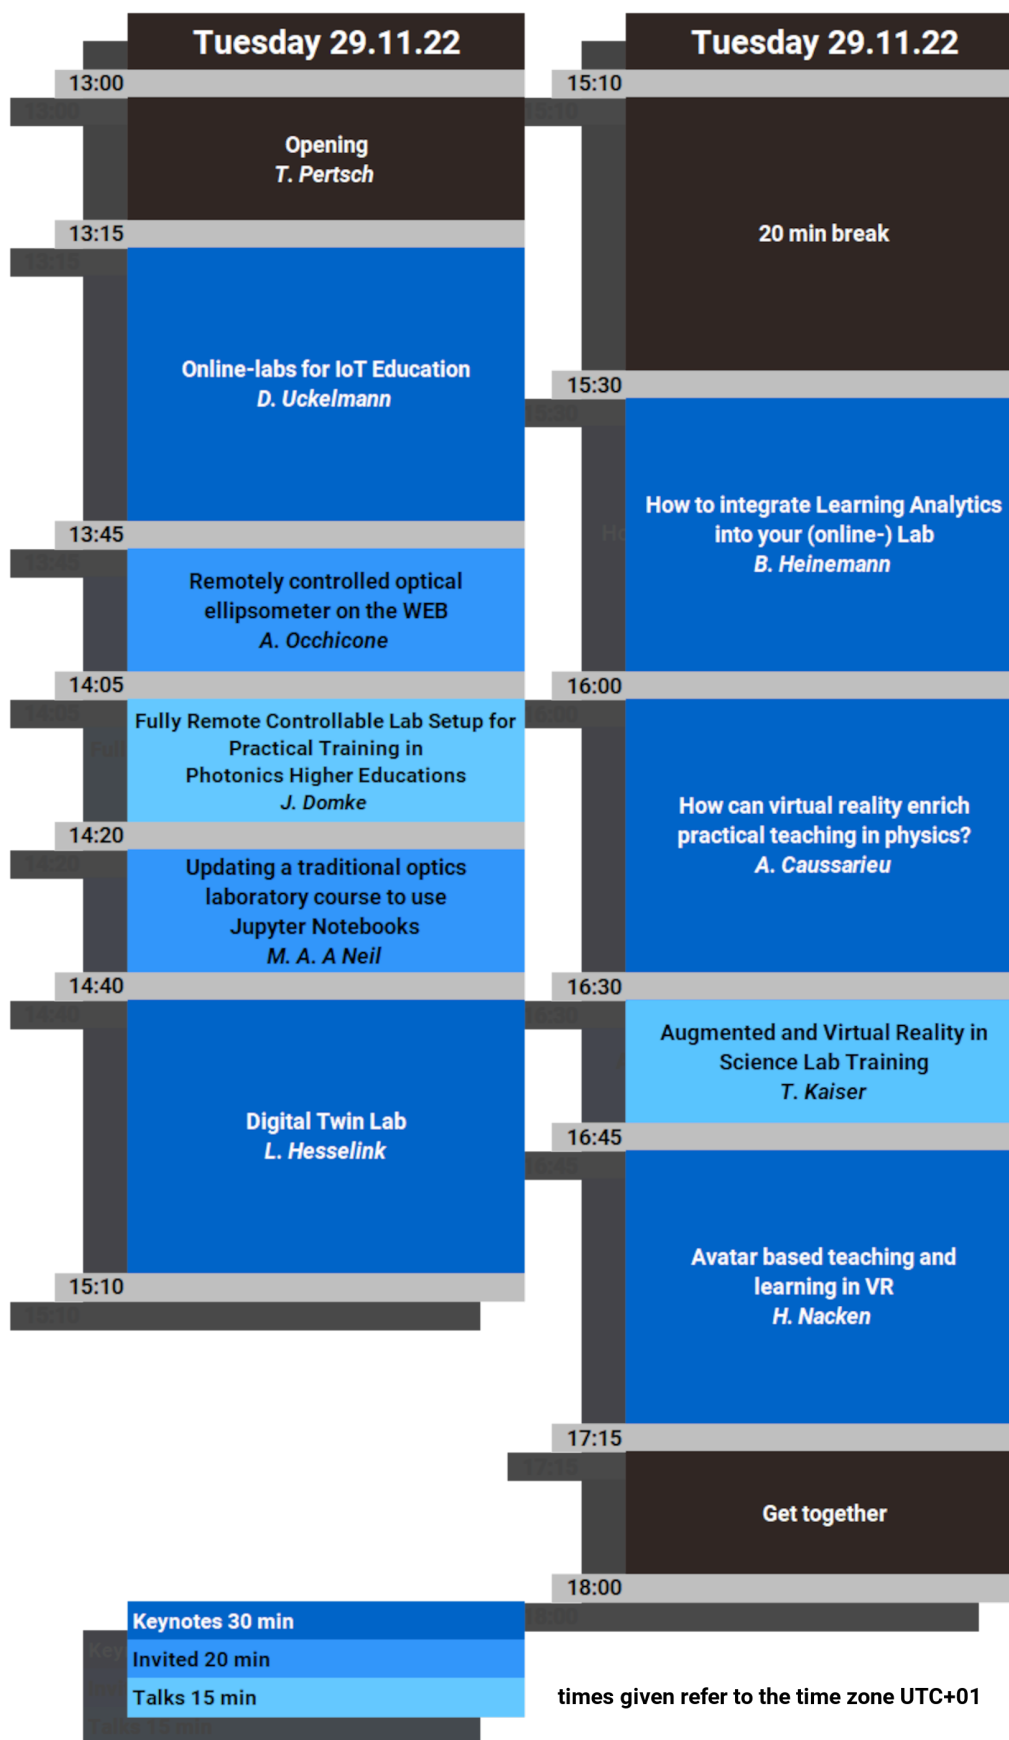 Tuesday 29.11.22
13:00
Opening
T. Pertsch
13:15
Online-labs for IoT Education
D. Uckelmann
13:45
Remotely controlled optical
ellipsometer on the WEB
A. Occhicone
14:05
Fully Remote Controllable Lab Setup for
Practical Training in
Photonics Higher Educations
J. Domke
14:20
Updating a traditional optics
laboratory course to use
Jupyter Notebooks
M. A. A Neil
14:40
Digital Twin Lab
L. Hesselink
15:10
Tuesday 29.11.22
15:10
20 min break
15:30
How to integrate Learning Analytics
into your (online-) Lab
B. Heinemann
16:00
How can virtual reality enrich
practical teaching in physics?
A. Caussarieu
16:30
Augmented and Virtual Reality in
Science Lab Training
T. Kaiser
16:45
Avatar based teaching and
learning in VR
H. Nacken
17:15
Get together
18:00
Keynotes 30 min
Invited 20 min
Talks 15 min
times given refer to the time zone UTC+01